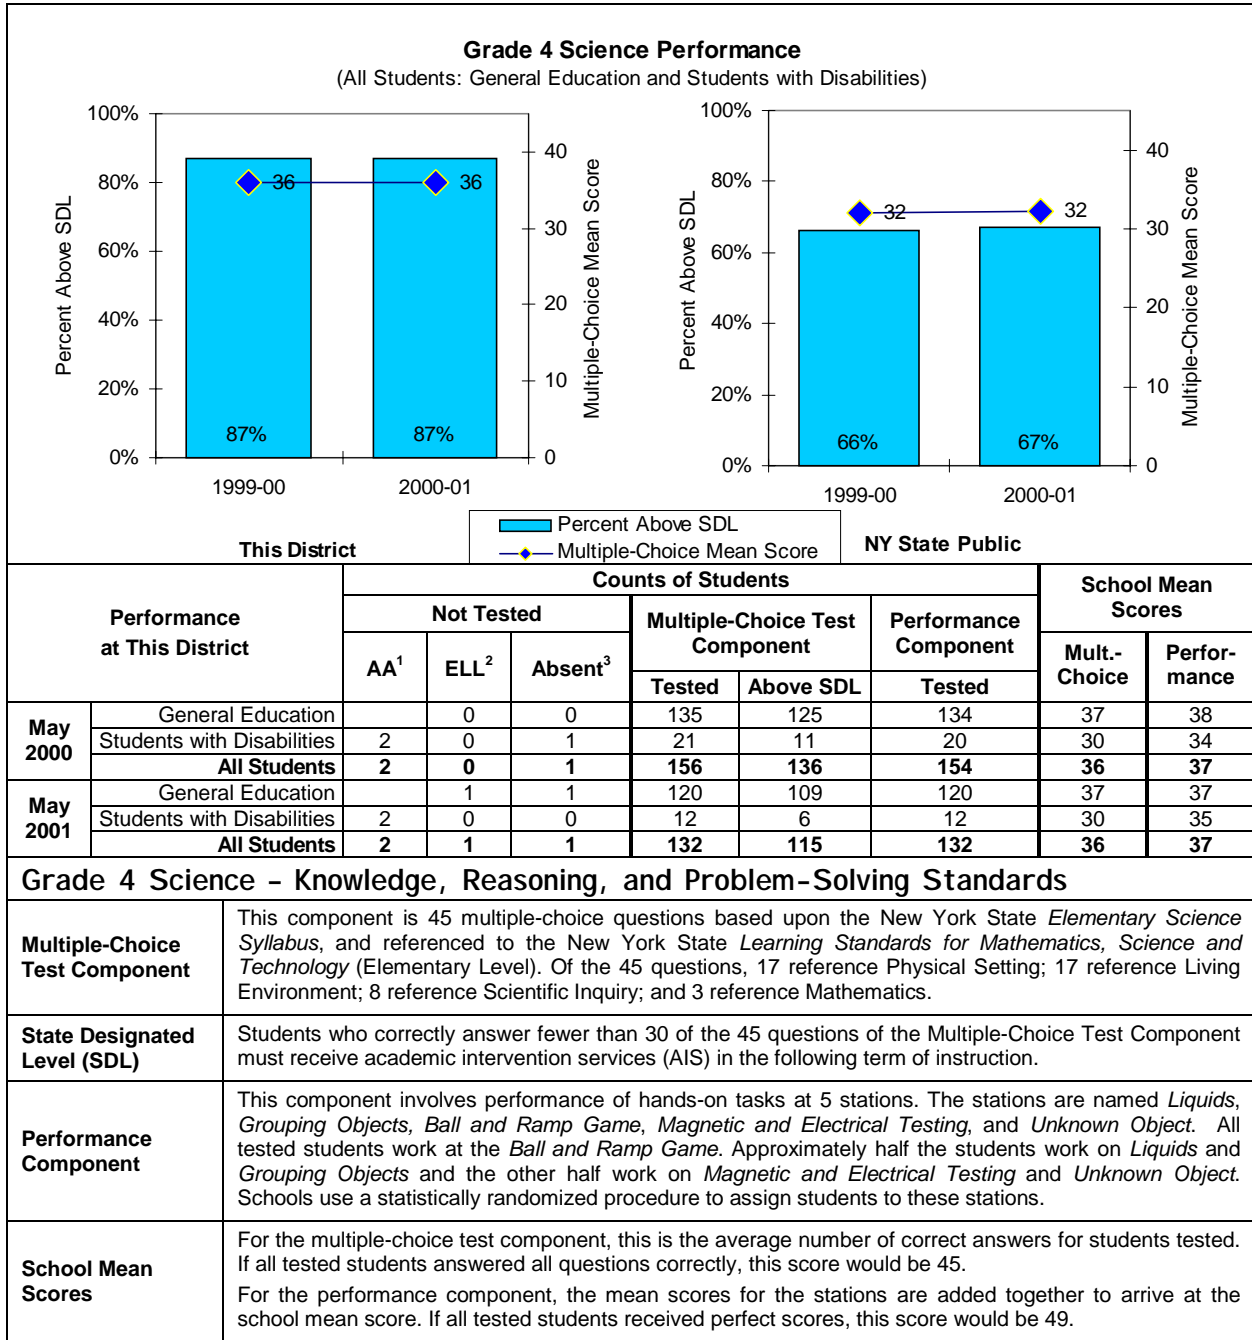 Grade 4 Science Performance
(All Students: General Education and Students with Disabilities)
100%
80%
60%
40%
20%
0%
Percent Above SDL
36
36
87%
87%
1999-00
2000-01
40
30
20
10
0
Multiple-Choice Mean Score
This District
100%
80%
60%
40%
20%
0%
Percent Above SDL
32
32
66%
67%
1999-00
2000-01
40
30
20
10
0
Multiple-Choice Mean Score
NY State Public
Percent Above SDL
Multiple-Choice Mean Score
Performance
at This District
Counts of Students
School Mean
Scores
Not Tested
Multiple-Choice Test
Component
Performance
Component
AA1 ELL2 Absent3
Tested Above SDL Tested
Mult.-
Choice
Perfor-
mance
May
2000
General Education 0 0 135 125 134 37 38
Students with Disabilities 2 0 1 21 11 20 30 34
All Students 2 0 1 156 136 154 36 37
May
2001
General Education 1 1 120 109 120 37 37
Students with Disabilities 2 0 0 12 6 12 30 35
All Students 2 1 1 132 115 132 36 37
Grade 4 Science – Knowledge, Reasoning, and Problem-Solving Standards
Multiple-Choice
Test Component
This component is 45 multiple-choice questions based upon the New York State Elementary Science
Syllabus, and referenced to the New York State Learning Standards for Mathematics, Science and
Technology (Elementary Level). Of the 45 questions, 17 reference Physical Setting; 17 reference Living
Environment; 8 reference Scientific Inquiry; and 3 reference Mathematics.
State Designated
Level (SDL)
Students who correctly answer fewer than 30 of the 45 questions of the Multiple-Choice Test Component
must receive academic intervention services (AIS) in the following term of instruction.
Performance
Component
This component involves performance of hands-on tasks at 5 stations. The stations are named Liquids,
Grouping Objects, Ball and Ramp Game, Magnetic and Electrical Testing, and Unknown Object. All
tested students work at the Ball and Ramp Game. Approximately half the students work on Liquids and
Grouping Objects and the other half work on Magnetic and Electrical Testing and Unknown Object.
Schools use a statistically randomized procedure to assign students to these stations.
School Mean
Scores
For the multiple-choice test component, this is the average number of correct answers for students tested.
If all tested students answered all questions correctly, this score would be 45.
For the performance component, the mean scores for the stations are added together to arrive at the
school mean score. If all tested students received perfect scores, this score would be 49.